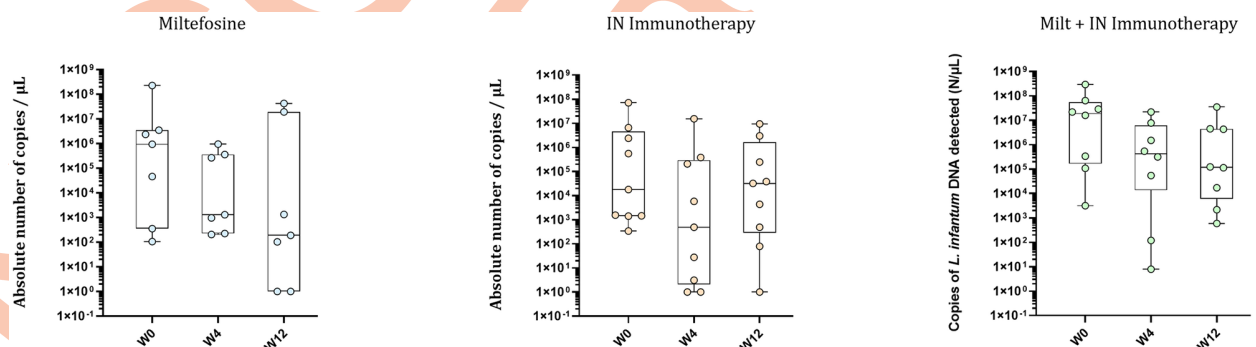 Miltefosine
IN Immunotherapy
Milt + IN Immunotherapy
Absolute number of copies / μL
1×10⁹
1×10⁸
1×10⁷
1×10⁶
1×10⁵
1×10⁴
1×10³
1×10²
1×10¹
1×10⁰
1×10⁻¹
W0
W4
W12
Absolute number of copies / μL
1×10⁹
1×10⁸
1×10⁷
1×10⁶
1×10⁵
1×10⁴
1×10³
1×10²
1×10¹
1×10⁰
1×10⁻¹
W0
W4
W12
Copies of L. infantum DNA detected (N/μL)
1×10⁹
1×10⁸
1×10⁷
1×10⁶
1×10⁵
1×10⁴
1×10³
1×10²
1×10¹
1×10⁰
1×10⁻¹
W0
W4
W12